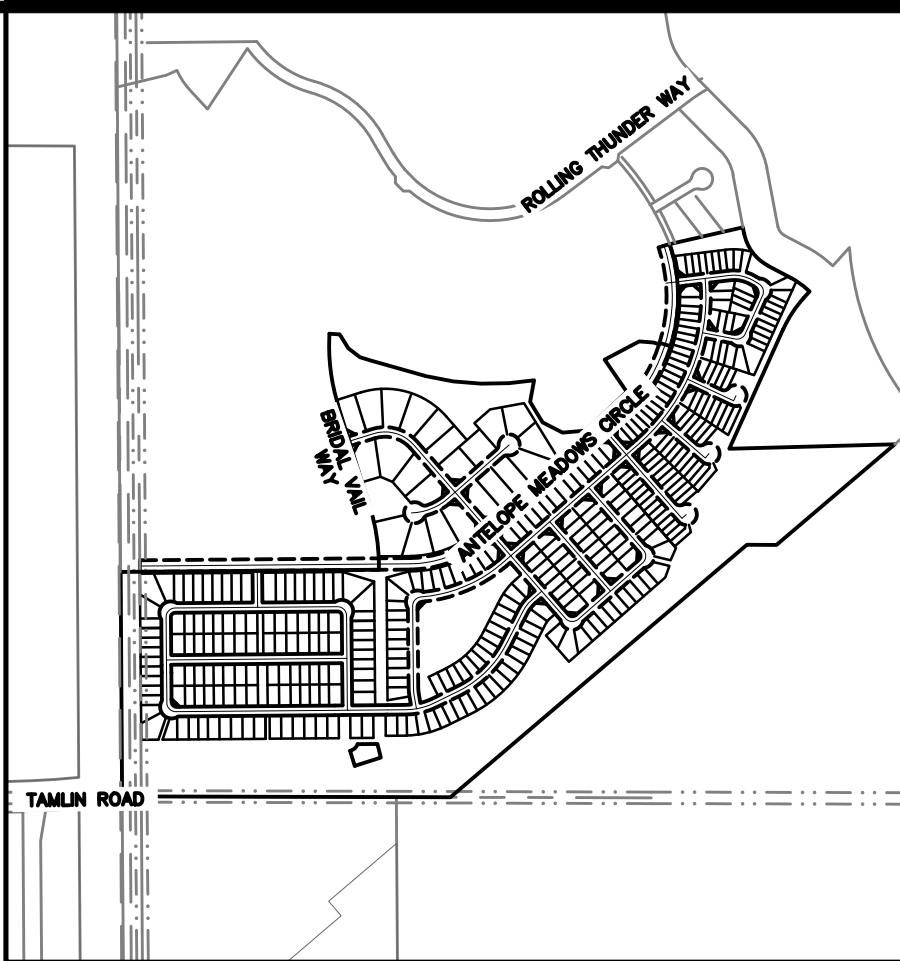 ROLLING THUNDER WAY
BRIDAL VAIL
WAY
ANTELOPE MEADOWS CIRCLE
TAMLIN ROAD